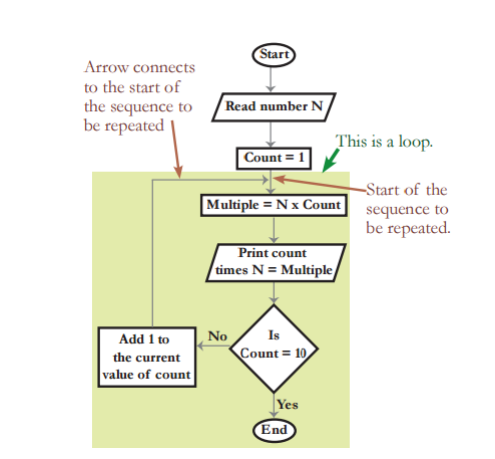 Start
Arrow connects
to the start of
the sequence to
be repeated
Read number N
This is a loop.
Count = 1
Start of the
sequence to
be repeated.
Multiple = N x Count
Print count
times N = Multiple
Is
Count = 10
No
Add 1 to
the current
value of count
Yes
End